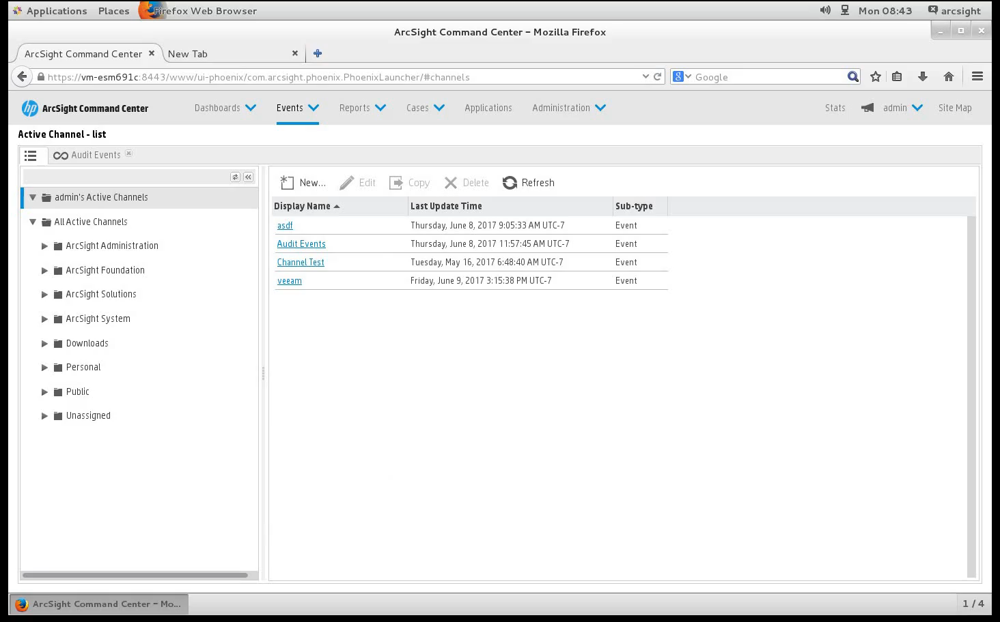 Applications Places Firefox Web Browser Mon 08:43 arcsight
ArcSight Command Center - Mozilla Firefox
ArcSight Command Center New Tab
https://vm-esm691c:8443/www/ui-phoenix/com.arcsight.phoenix.PhoenixLauncher/#channels Google
hp ArcSight Command Center Dashboards Events Reports Cases Applications Administration Stats admin Site Map
Active Channel - list
Audit Events
New... Edit Copy Delete Refresh
admin's Active Channels
All Active Channels
ArcSight Administration
ArcSight Foundation
ArcSight Solutions
ArcSight System
Downloads
Personal
Public
Unassigned
Display Name Last Update Time Sub-type
asdf Thursday, June 8, 2017 9:05:33 AM UTC-7 Event
Audit Events Thursday, June 8, 2017 11:57:45 AM UTC-7 Event
Channel Test Tuesday, May 16, 2017 6:48:40 AM UTC-7 Event
veeam Friday, June 9, 2017 3:15:38 PM UTC-7 Event
ArcSight Command Center - Mo... 1 / 4